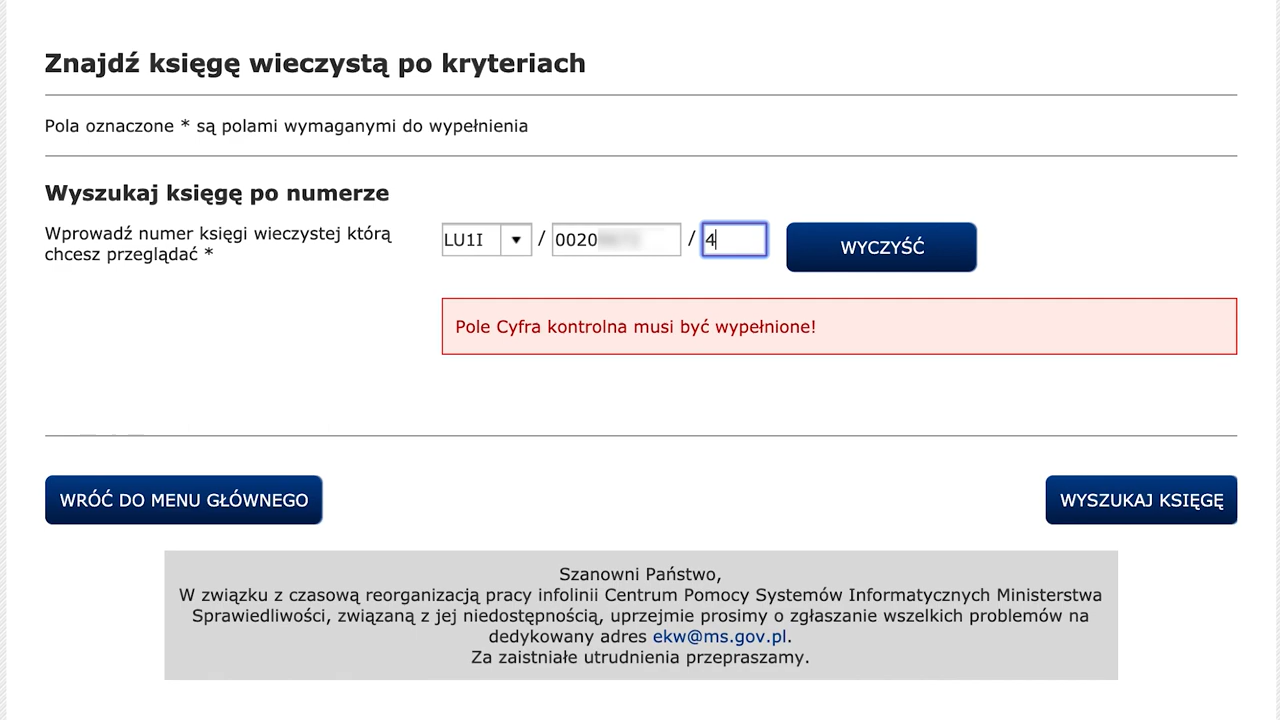 Znajdź księgę wieczystą po kryteriach
Pola oznaczone * są polami wymaganymi do wypełnienia
Wyszukaj księgę po numerze
Wprowadź numer księgi wieczystej którą
chcesz przeglądać *
LU1I / 0020 / 4
WYCZYŚĆ
Pole Cyfra kontrolna musi być wypełnione!
WRÓĆ DO MENU GŁÓWNEGO
WYSZUKAJ KSIĘGĘ
Szanowni Państwo,
W związku z czasową reorganizacją pracy infolinii Centrum Pomocy Systemów Informatycznych Ministerstwa
Sprawiedliwości, związaną z jej niedostępnością, uprzejmie prosimy o zgłaszanie wszelkich problemów na
dedykowany adres ekw@ms.gov.pl.
Za zaistniałe utrudnienia przepraszamy.